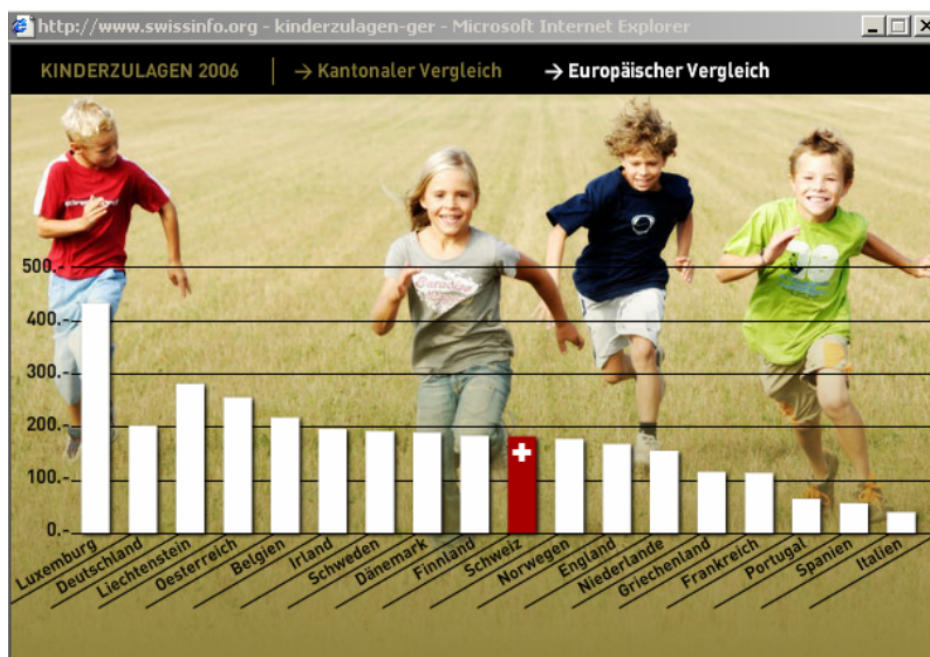 http://www.swissinfo.org - kinderzulagen-ger - Microsoft Internet Explorer
KINDERZULAGEN 2006 → Kantonaler Vergleich → Europäischer Vergleich
500.-
400.-
300.-
200.-
100.-
0.-
Luxemburg
Deutschland
Liechtenstein
Oesterreich
Belgien
Irland
Schweden
Dänemark
Finnland
Schweiz
Norwegen
England
Niederlande
Griechenland
Frankreich
Portugal
Spanien
Italien